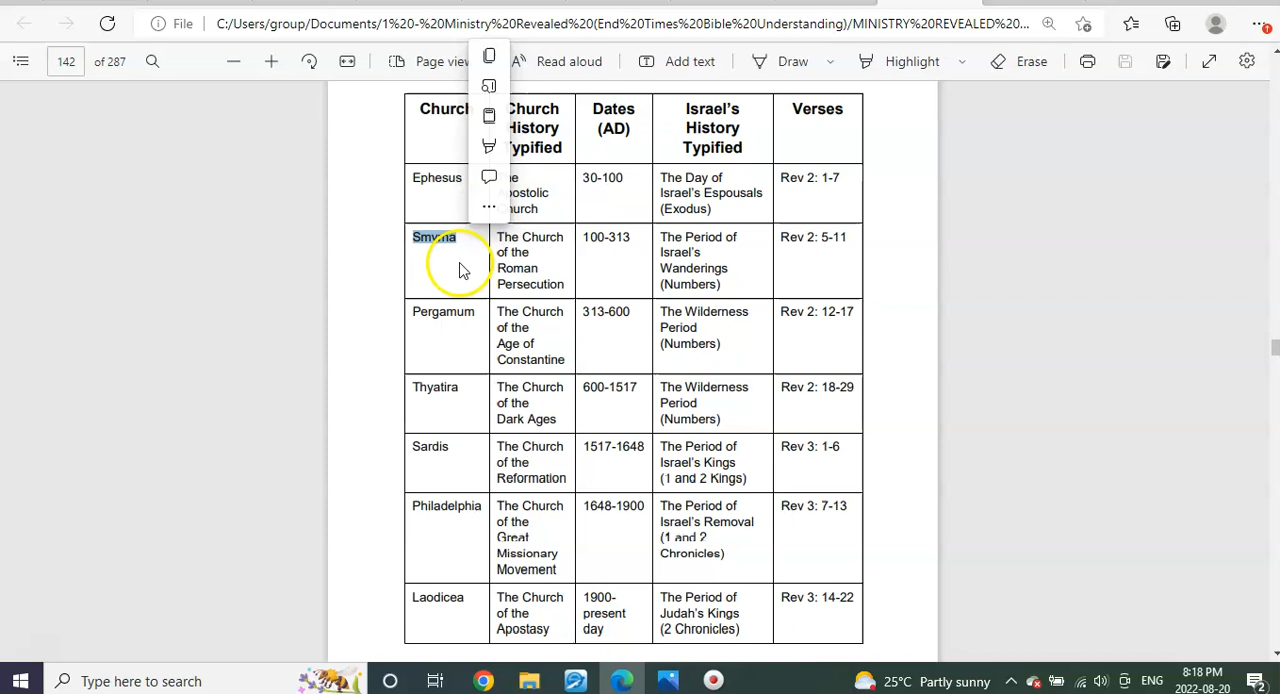 File
C:/Users/group/Documents/1%20-%20Ministry%20Revealed%20(End%20Times%20Bible%20Understanding)/MINISTRY%20REVEALED%20...
142
of 287
Page view
Read aloud
Add text
Draw
Highlight
Erase
Church
Church
History
Typified
Dates
(AD)
Israel's
History
Typified
Verses
Ephesus
Apostolic
Church
30-100
The Day of
Israel's Espousals
(Exodus)
Rev 2: 1-7
Smyrna
The Church
of the
Roman
Persecution
100-313
The Period of
Israel's
Wanderings
(Numbers)
Rev 2: 5-11
Pergamum
The Church
of the
Age of
Constantine
313-600
The Wilderness
Period
(Numbers)
Rev 2: 12-17
Thyatira
The Church
of the
Dark Ages
600-1517
The Wilderness
Period
(Numbers)
Rev 2: 18-29
Sardis
The Church
of the
Reformation
1517-1648
The Period of
Israel's Kings
(1 and 2 Kings)
Rev 3: 1-6
Philadelphia
The Church
of the
Great
Missionary
Movement
1648-1900
The Period of
Israel's Removal
(1 and 2
Chronicles)
Rev 3: 7-13
Laodicea
The Church
of the
Apostasy
1900-
present
day
The Period of
Judah's Kings
(2 Chronicles)
Rev 3: 14-22
Type here to search
25°C Partly sunny
ENG
8:18 PM
2022-08-20
2